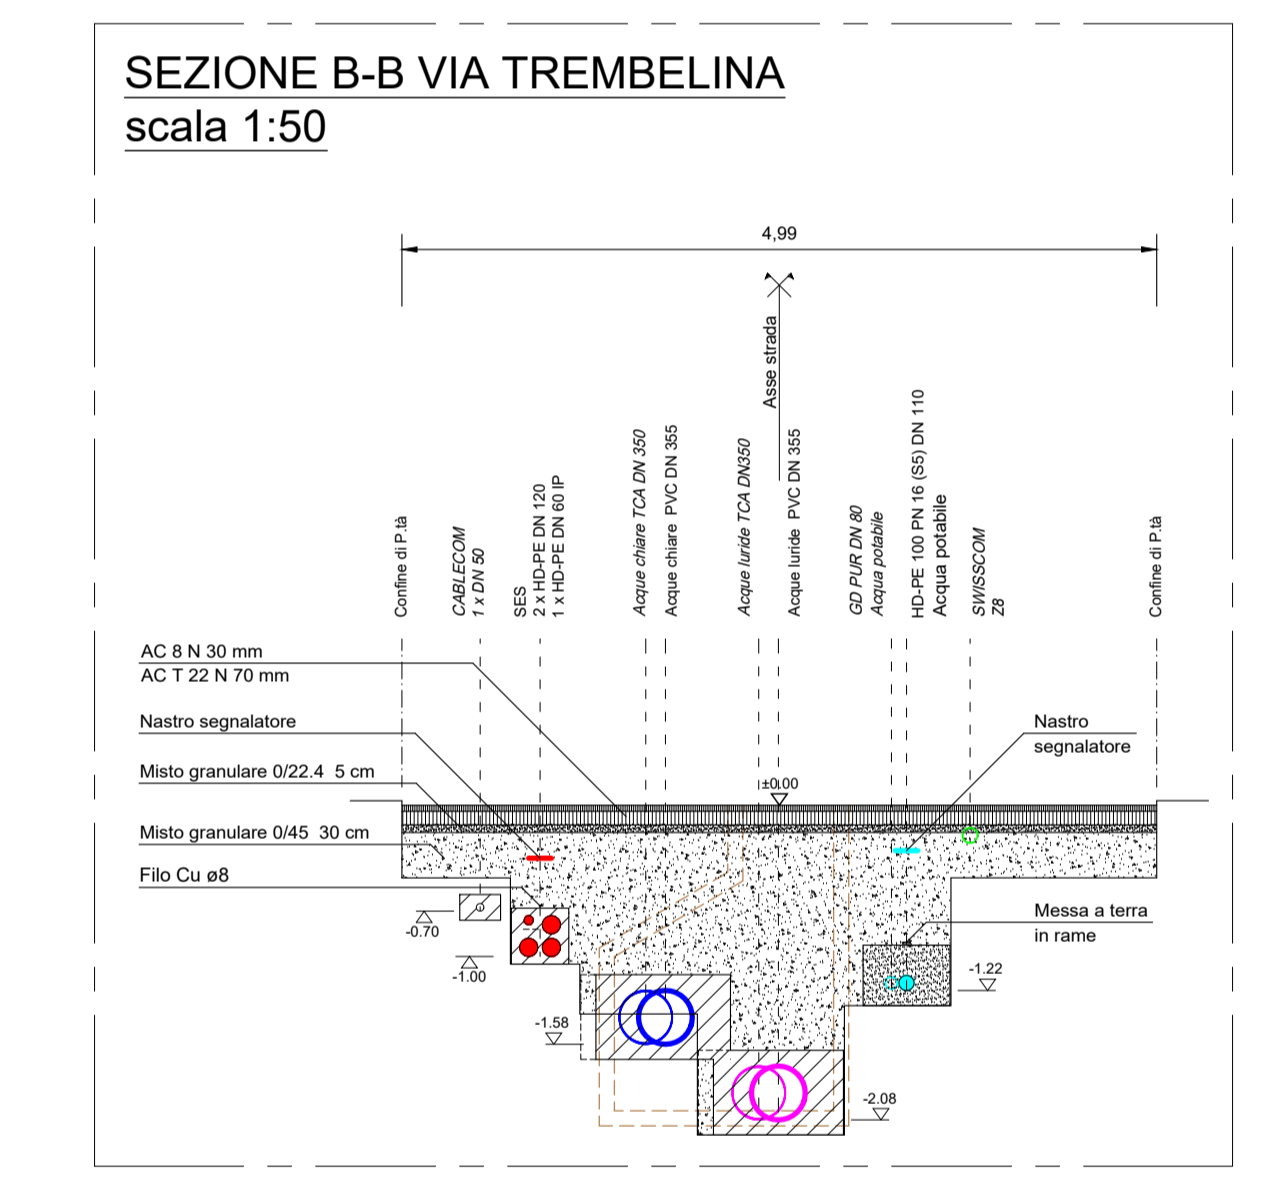 SEZIONE B-B VIA TREMBELINA
scala 1:50
4,99
Asse strada
Confine di P.tà
CABLECOM
1 x DN 50
SES
2 x HD-PE DN 120
1 x HD-PE DN 60 IP
Acque chiare TCA DN 350
Acque chiare PVC DN 355
Acque luride TCA DN350
Acque luride PVC DN 355
GD PUR DN 80
Acqua potabile
HD-PE 100 PN 16 (S5) DN 110
Acqua potabile
SWISSCOM
Z8
Confine di P.tà
AC 8 N 30 mm
AC T 22 N 70 mm
Nastro segnalatore
Misto granulare 0/22.4 5 cm
Misto granulare 0/45 30 cm
Filo Cu ø8
±0.00
Nastro
segnalatore
Messa a terra
in rame
-0.70
-1.00
-1.22
-1.58
-2.08